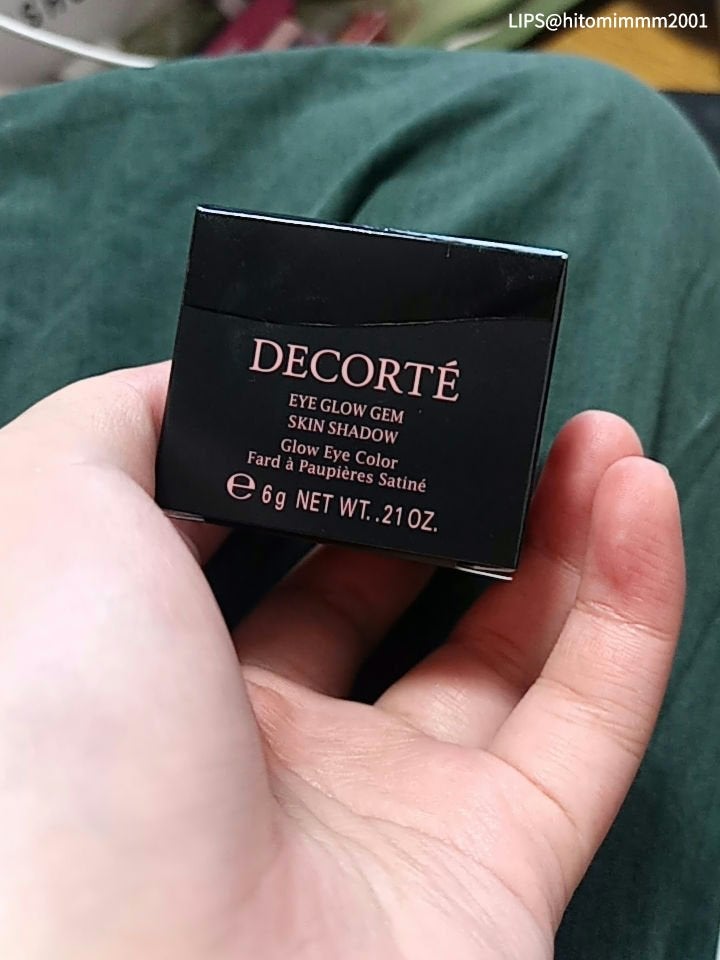 LIPS@hitomimmm2001
DECORTÉ
EYE GLOW GEM
SKIN SHADOW
Glow Eye Color
Fard à Paupières Satiné
℮ 6g NET WT. .21 OZ.